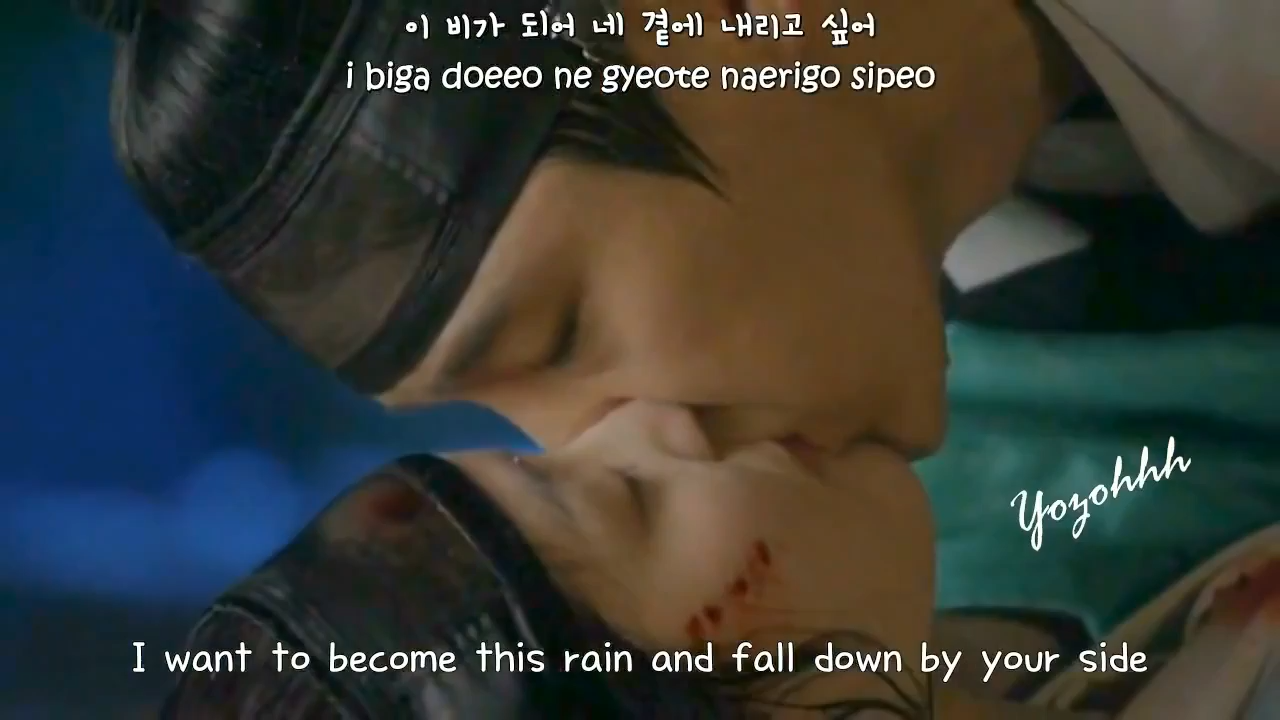 이 비가 되어 네 곁에 내리고 싶어
i biga doeeo ne gyeote naerigo sipeo
Yozohhh
I want to become this rain and fall down by your side